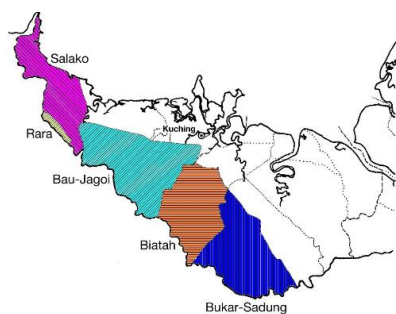 Salako
Kuching
Rara
Bau-Jagoi
Biatah
Bukar-Sadung